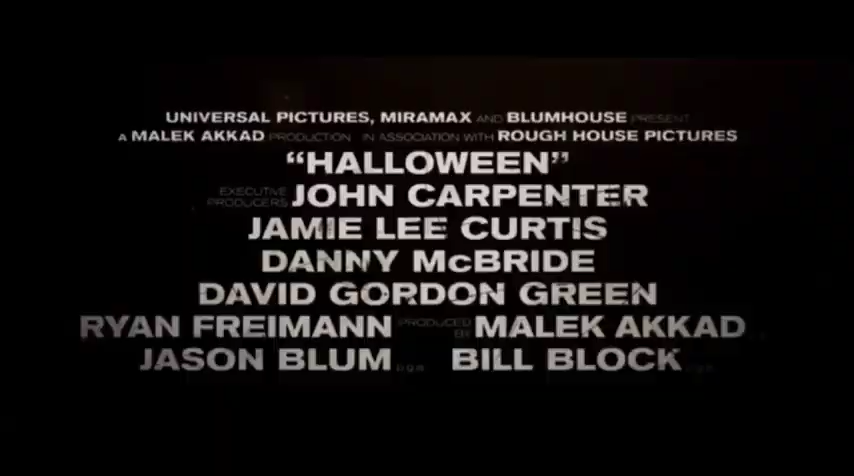 UNIVERSAL PICTURES, MIRAMAX AND BLUMHOUSE PRESENT
A MALEK AKKAD PRODUCTION IN ASSOCIATION WITH ROUGH HOUSE PICTURES
“HALLOWEEN”
EXECUTIVE PRODUCERS JOHN CARPENTER
JAMIE LEE CURTIS
DANNY McBRIDE
DAVID GORDON GREEN
RYAN FREIMANN PRODUCED BY MALEK AKKAD
JASON BLUM p.g.a. BILL BLOCK